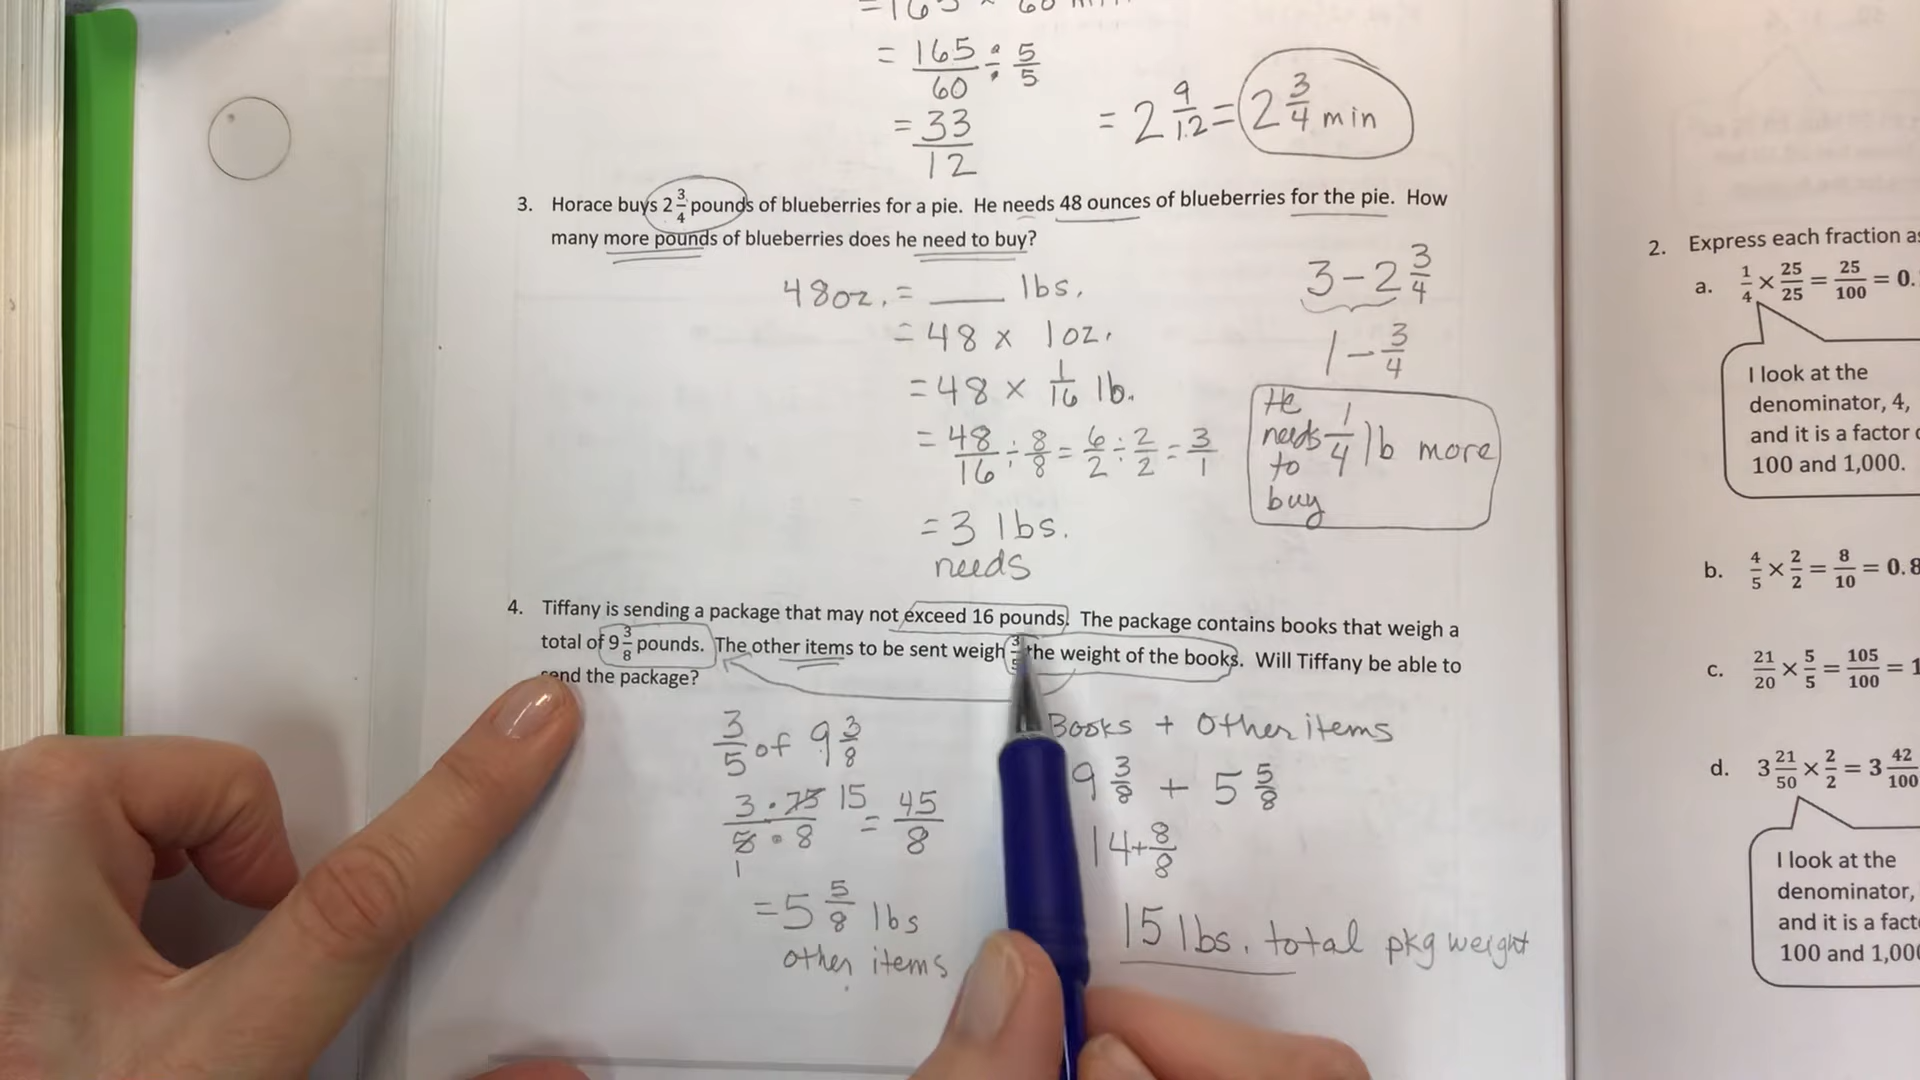 = 165/60 ÷ 5/5
= 33/12
= 2 9/12 = 2 3/4 min
3. Horace buys 2 3/4 pounds of blueberries for a pie. He needs 48 ounces of blueberries for the pie. How
many more pounds of blueberries does he need to buy?
48oz. = ___ lbs.
= 48 x 1oz.
= 48 x 1/16 lb.
= 48/16 ÷ 8/8 = 6/2 ÷ 2/2 = 3/1
= 3 lbs.
needs
3 - 2 3/4
1 - 3/4
He
needs 1/4 lb more
to
buy
4. Tiffany is sending a package that may not exceed 16 pounds. The package contains books that weigh a
total of 9 3/8 pounds. The other items to be sent weigh 3/5 the weight of the books. Will Tiffany be able to
send the package?
3/5 of 9 3/8
3 · 75 15 / 5 · 8 1 = 45/8
= 5 5/8 lbs
other items
Books + Other items
9 3/8 + 5 5/8
14 + 8/8
15 lbs. total pkg weight
2. Express each fraction
a. 1/4 × 25/25 = 25/100 = 0.
I look at the
denominator, 4,
and it is a factor
100 and 1,000.
b. 4/5 × 2/2 = 8/10 = 0.8
c. 21/20 × 5/5 = 105/100 = 1
d. 3 21/50 × 2/2 = 3 42/100
I look at the
denominator,
and it is a
100 and